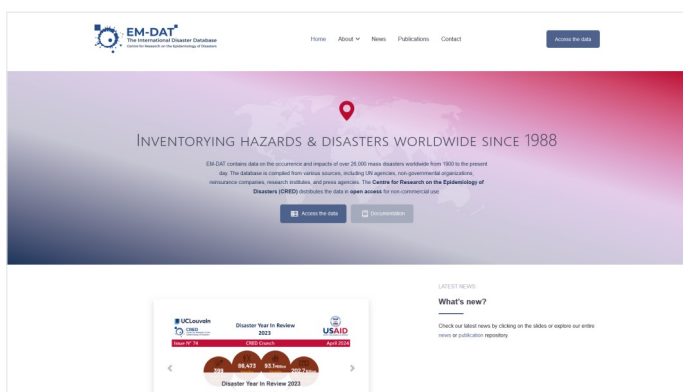 EM-DAT
The International Disaster Database
Centre for Research on the Epidemiology of Disasters
Home About News Publications Contact
Access the data
INVENTORYING HAZARDS & DISASTERS WORLDWIDE SINCE 1988
EM-DAT contains data on the occurrence and impacts of over 26,000 mass disasters worldwide from 1900 to the present
day. The database is compiled from various sources, including UN agencies, non-governmental organizations,
reinsurance companies, research institutes, and press agencies. The Centre for Research on the Epidemiology of
Disasters (CRED) distributes the data in open access for non-commercial use.
Access the data Documentation
LATEST NEWS
What's new?
Check our latest news by clicking on the slides or explore our entire
news or publication repository
UCLouvain
CRED
Disaster Year In Review
2023
USAID
Issue N° 74 CRED Crunch April 2024
399 86,473 93.1 202.7
Disaster Year In Review 2023